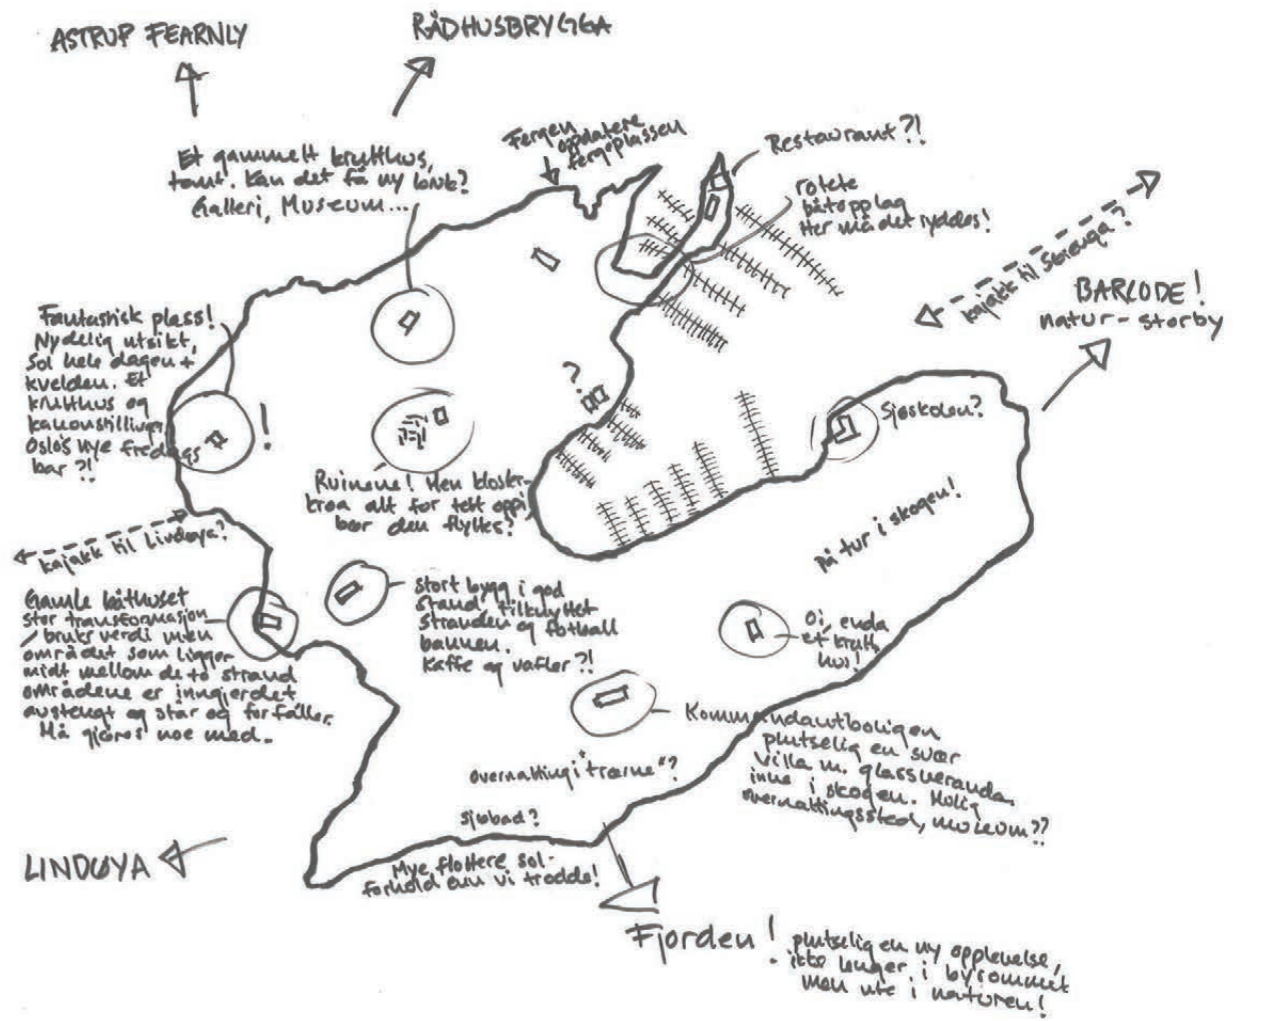 ASTRUP FEARNLY
RÅDHUSBRYGGA
Et gammelt krutthus,
tomt. Kan det få ny bruk?
Galleri, Museum...
Fergen
oppdatere
fergeplassen
Restaurant?!
rotete
båtopplag
Her må det ryddes!
kajakk til Sørenga?
BARCODE!
natur-storby
Fantastisk plass!
Nydelig utsikt,
Sol hele dagen +
kvelden. Et
krutthus og
kanonstillinger
Oslo's nye fredags
bar?!
!
?
Sjøskolen?
Ruinene! Men kloster-
kroa alt for tett oppi
bør den flyttes?
på tur i skogen!
kajakk til Lindøya?
Gamle båthuset
stor transformasjon
/ bruks verdi men
området som ligger
midt mellom de to strand
områdene er inngjerdet
avstengt og står og forfaller.
Må gjøres noe med.
stort bygg i god
stand, tilknyttet
stranden og fotball
banen.
Kaffe og vafler?!
Oi, enda
et krutt
hus!
Kommandantboligen
plutselig en svær
villa m. glassveranda
inne i skogen. Mulig
overnattingssted, museum??
overnatting i "trærne"?
sjøbad?
Mye flottere sol-
forhold enn vi trodde!
LINDØYA
Fjorden!
plutselig en ny opplevelse,
ikke lenger i byrommet
men ute i naturen!